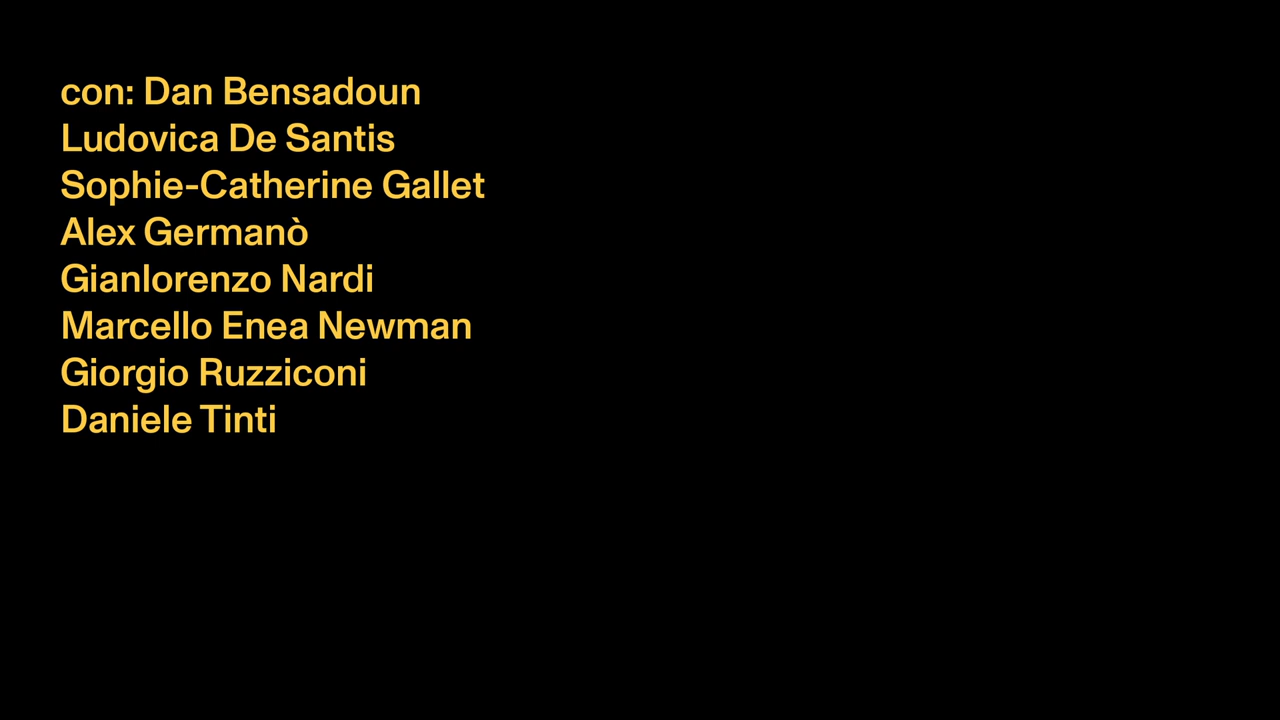 con: Dan Bensadoun
Ludovica De Santis
Sophie-Catherine Gallet
Alex Germanò
Gianlorenzo Nardi
Marcello Enea Newman
Giorgio Ruzziconi
Daniele Tinti